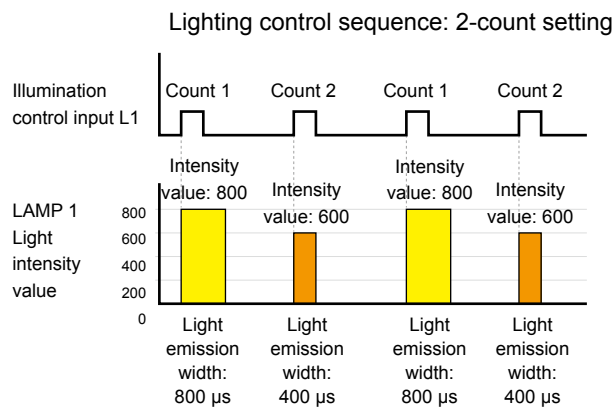 Lighting control sequence: 2-count setting
Illumination
control input L1
Count 1
Count 2
Count 1
Count 2
LAMP 1
Light
intensity
value
800
600
400
200
0
Intensity
value: 800
Intensity
value: 600
Intensity
value: 800
Intensity
value: 600
Light
emission
width:
800 µs
Light
emission
width:
400 µs
Light
emission
width:
800 µs
Light
emission
width:
400 µs